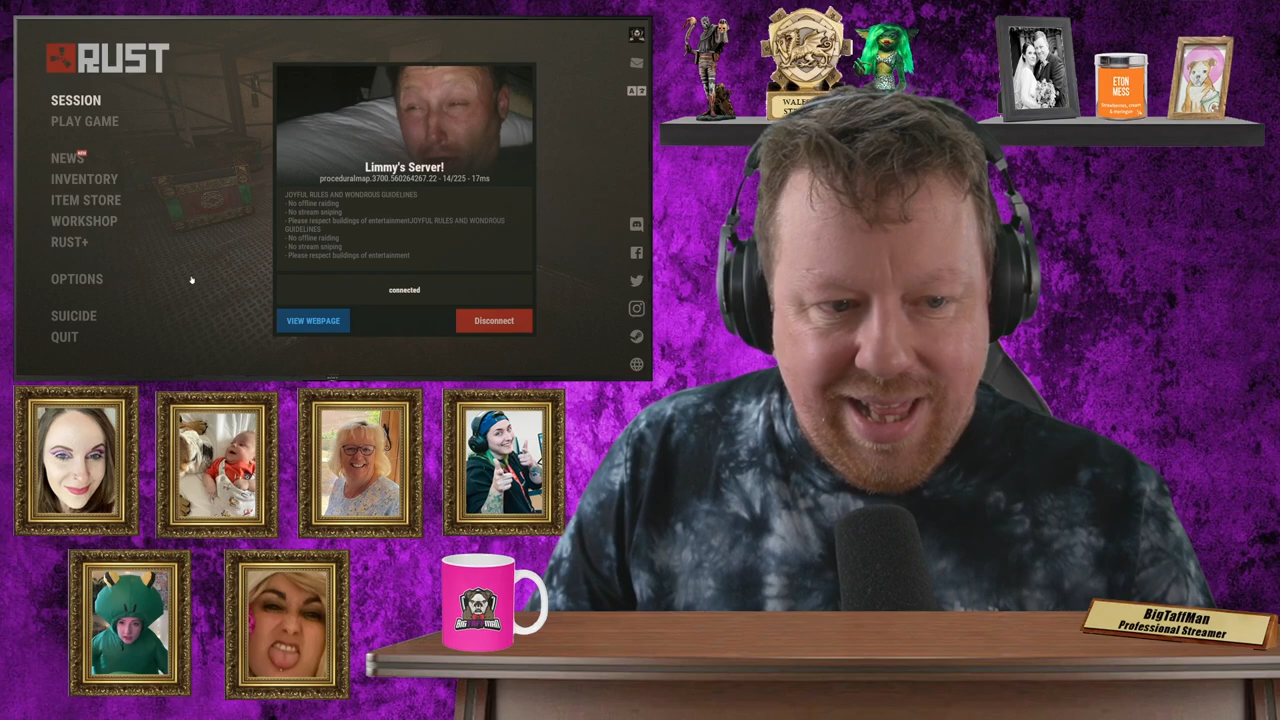 RUST
SESSION
PLAY GAME
NEWS
INVENTORY
ITEM STORE
WORKSHOP
RUST+
OPTIONS
SUICIDE
QUIT
Limmy's Server!
proceduralmap.3700.560264267.22 - 14/225 - 17ms
JOYFUL RULES AND WONDROUS GUIDELINES
- No offline raiding
- No stream sniping
- Please respect buildings of entertainmentJOYFUL RULES AND WONDROUS
GUIDELINES
- No offline raiding
- No stream sniping
- Please respect buildings of entertainment
connected
VIEW WEBPAGE
Disconnect
ETON
MESS
BIGTAFFMAN
BigTaffMan
Professional Streamer